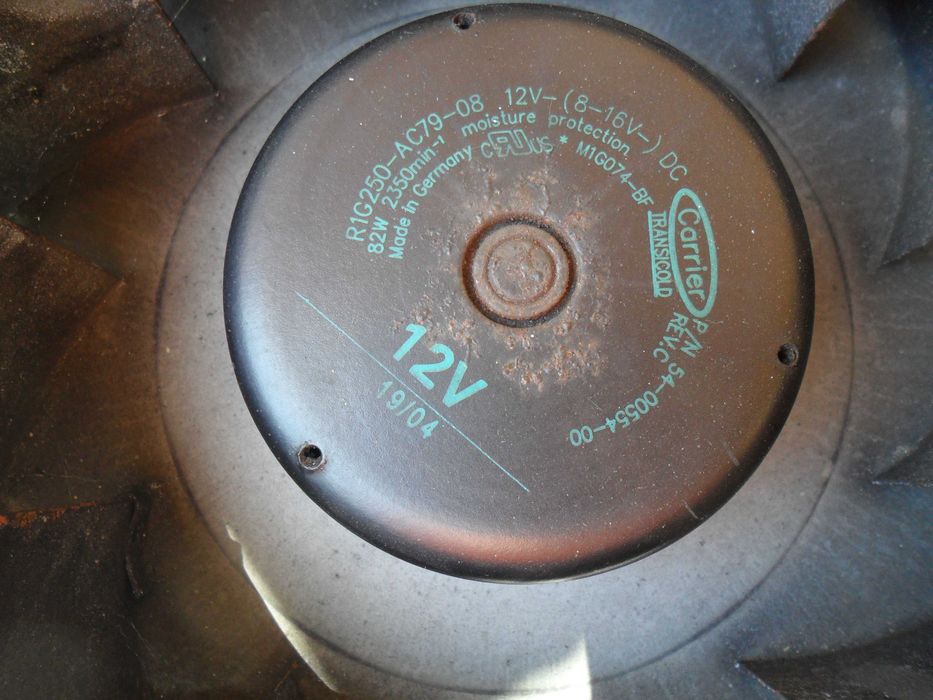 R1G250-AC79-08 12V⎓(8-16V⎓) DC
82W 2350min-¹ moisture protection
Made in Germany cRUus * M1G074-BF
Carrier
TRANSICOLD
P/N 54-00554-00
REV.C
12V
19/04